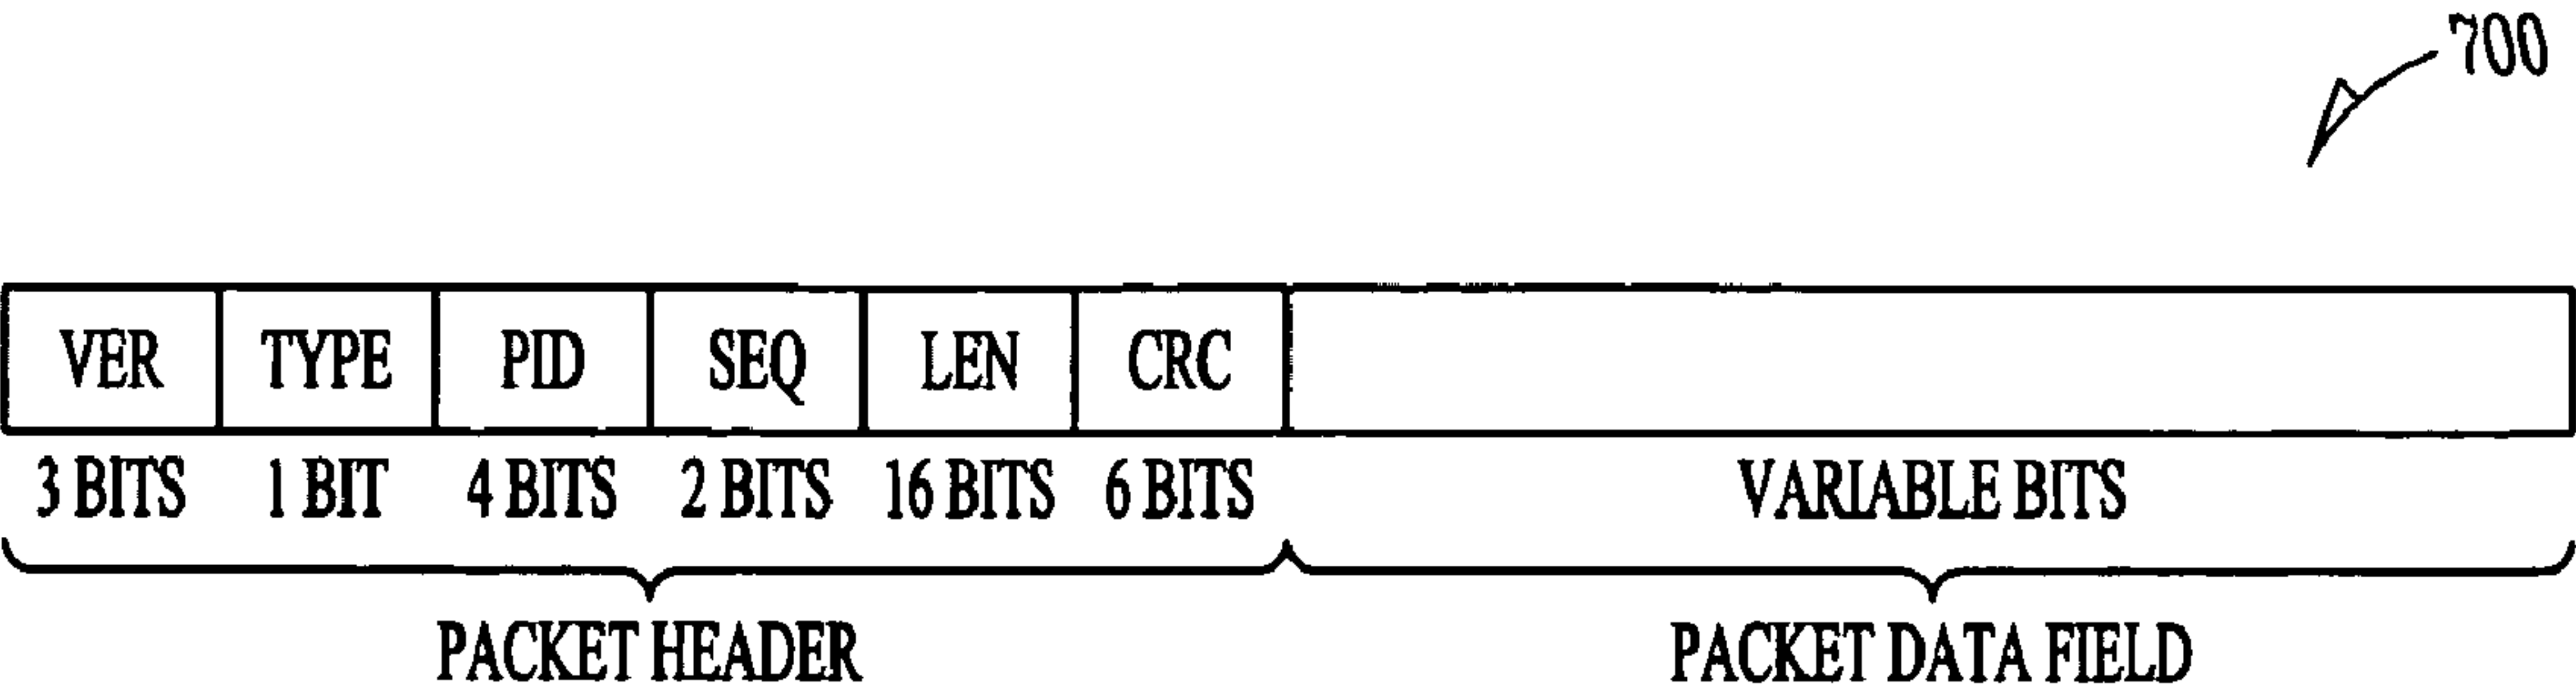 700
VER TYPE PID SEQ LEN CRC
3 BITS 1 BIT 4 BITS 2 BITS 16 BITS 6 BITS VARIABLE BITS
PACKET HEADER PACKET DATA FIELD